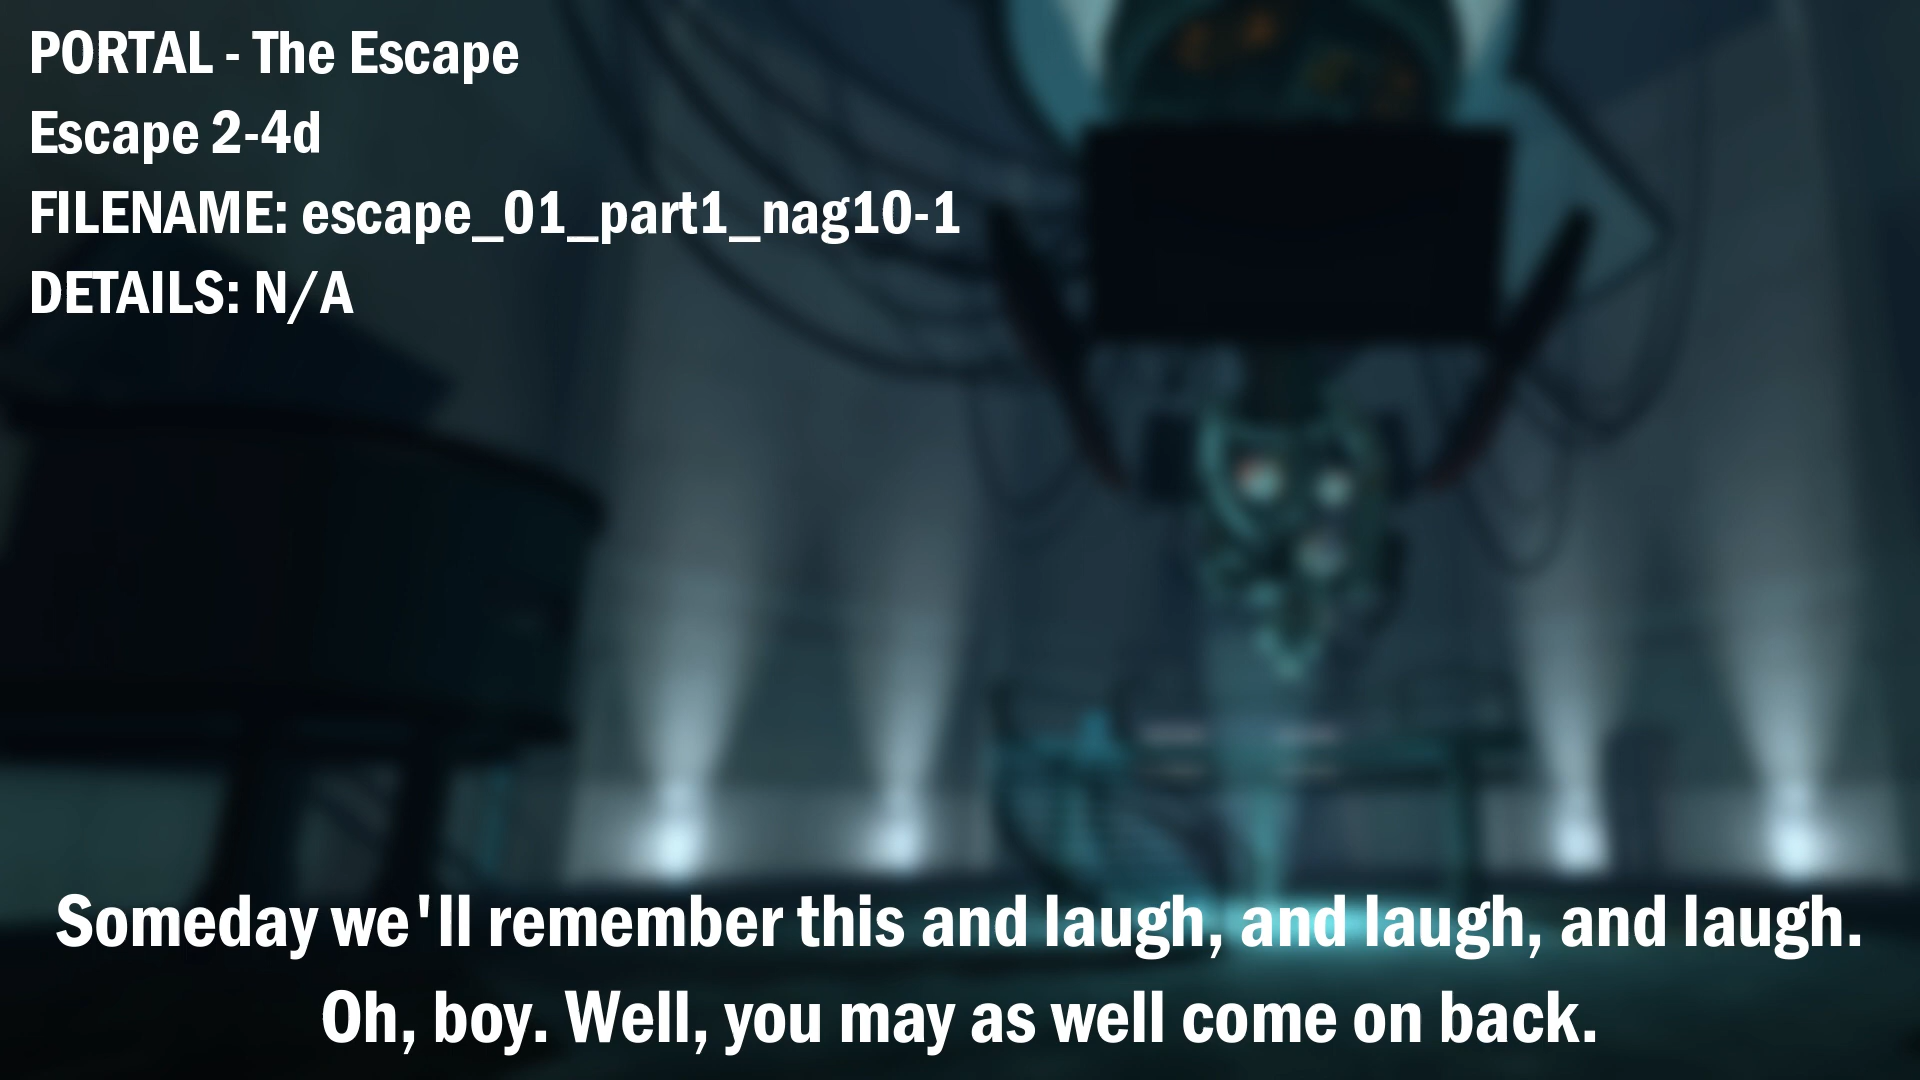 PORTAL - The Escape
Escape 2-4d
FILENAME: escape_01_part1_nag10-1
DETAILS: N/A
Someday we'll remember this and laugh, and laugh, and laugh.
Oh, boy. Well, you may as well come on back.